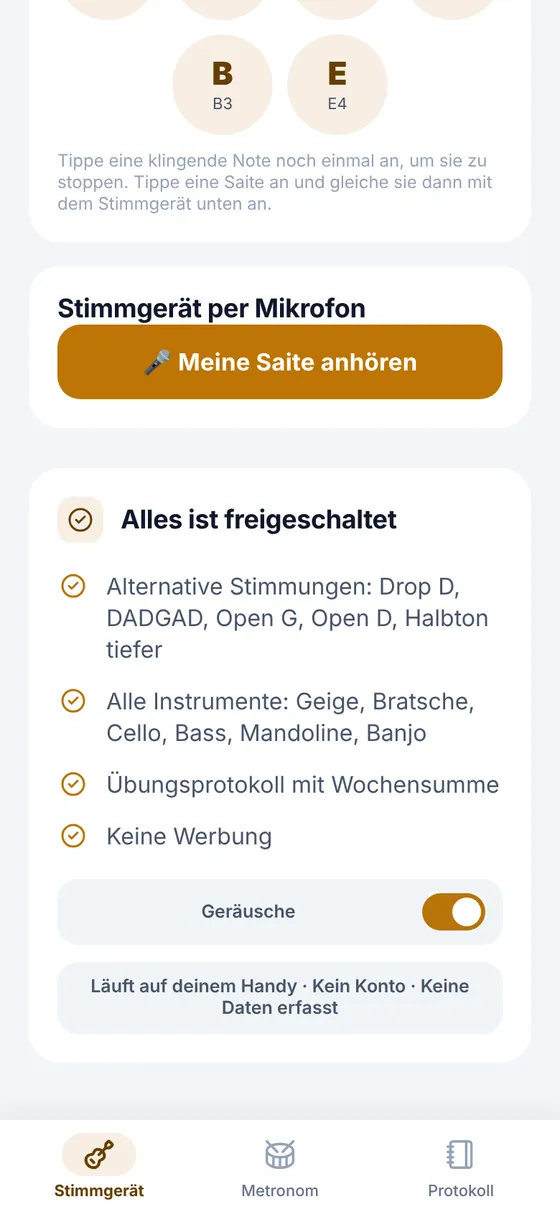 B
B3
E
E4
Tippe eine klingende Note noch einmal an, um sie zu
stoppen. Tippe eine Saite an und gleiche sie dann mit
dem Stimmgerät unten an.
Stimmgerät per Mikrofon
🎤 Meine Saite anhören
Alles ist freigeschaltet
Alternative Stimmungen: Drop D,
DADGAD, Open G, Open D, Halbton
tiefer
Alle Instrumente: Geige, Bratsche,
Cello, Bass, Mandoline, Banjo
Übungsprotokoll mit Wochensumme
Keine Werbung
Geräusche
Läuft auf deinem Handy · Kein Konto · Keine
Daten erfasst
Stimmgerät
Metronom
Protokoll